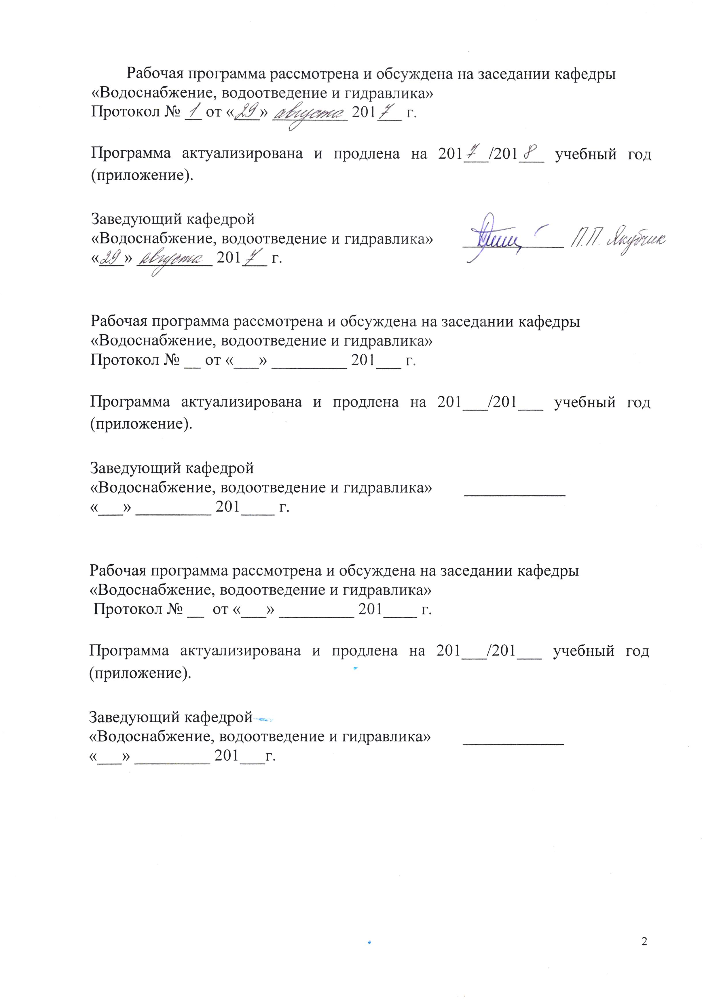 Рабочая программа рассмотрена и обсуждена на заседании кафедры
«Водоснабжение, водоотведение и гидравлика»
Протокол № 1 от «29» августа 2017 г.
Программа актуализирована и продлена на 2017/2018 учебный год
(приложение).
Заведующий кафедрой
«Водоснабжение, водоотведение и гидравлика» П.П. Якубчик
«29» августа 2017 г.
Рабочая программа рассмотрена и обсуждена на заседании кафедры
«Водоснабжение, водоотведение и гидравлика»
Протокол № __ от «___» _________ 201___ г.
Программа актуализирована и продлена на 201___/201___ учебный год
(приложение).
Заведующий кафедрой
«Водоснабжение, водоотведение и гидравлика» ____________
«___» _________ 201____ г.
Рабочая программа рассмотрена и обсуждена на заседании кафедры
«Водоснабжение, водоотведение и гидравлика»
Протокол № __ от «___» _________ 201____ г.
Программа актуализирована и продлена на 201___/201___ учебный год
(приложение).
Заведующий кафедрой
«Водоснабжение, водоотведение и гидравлика» ____________
«___» _________ 201___г.
2